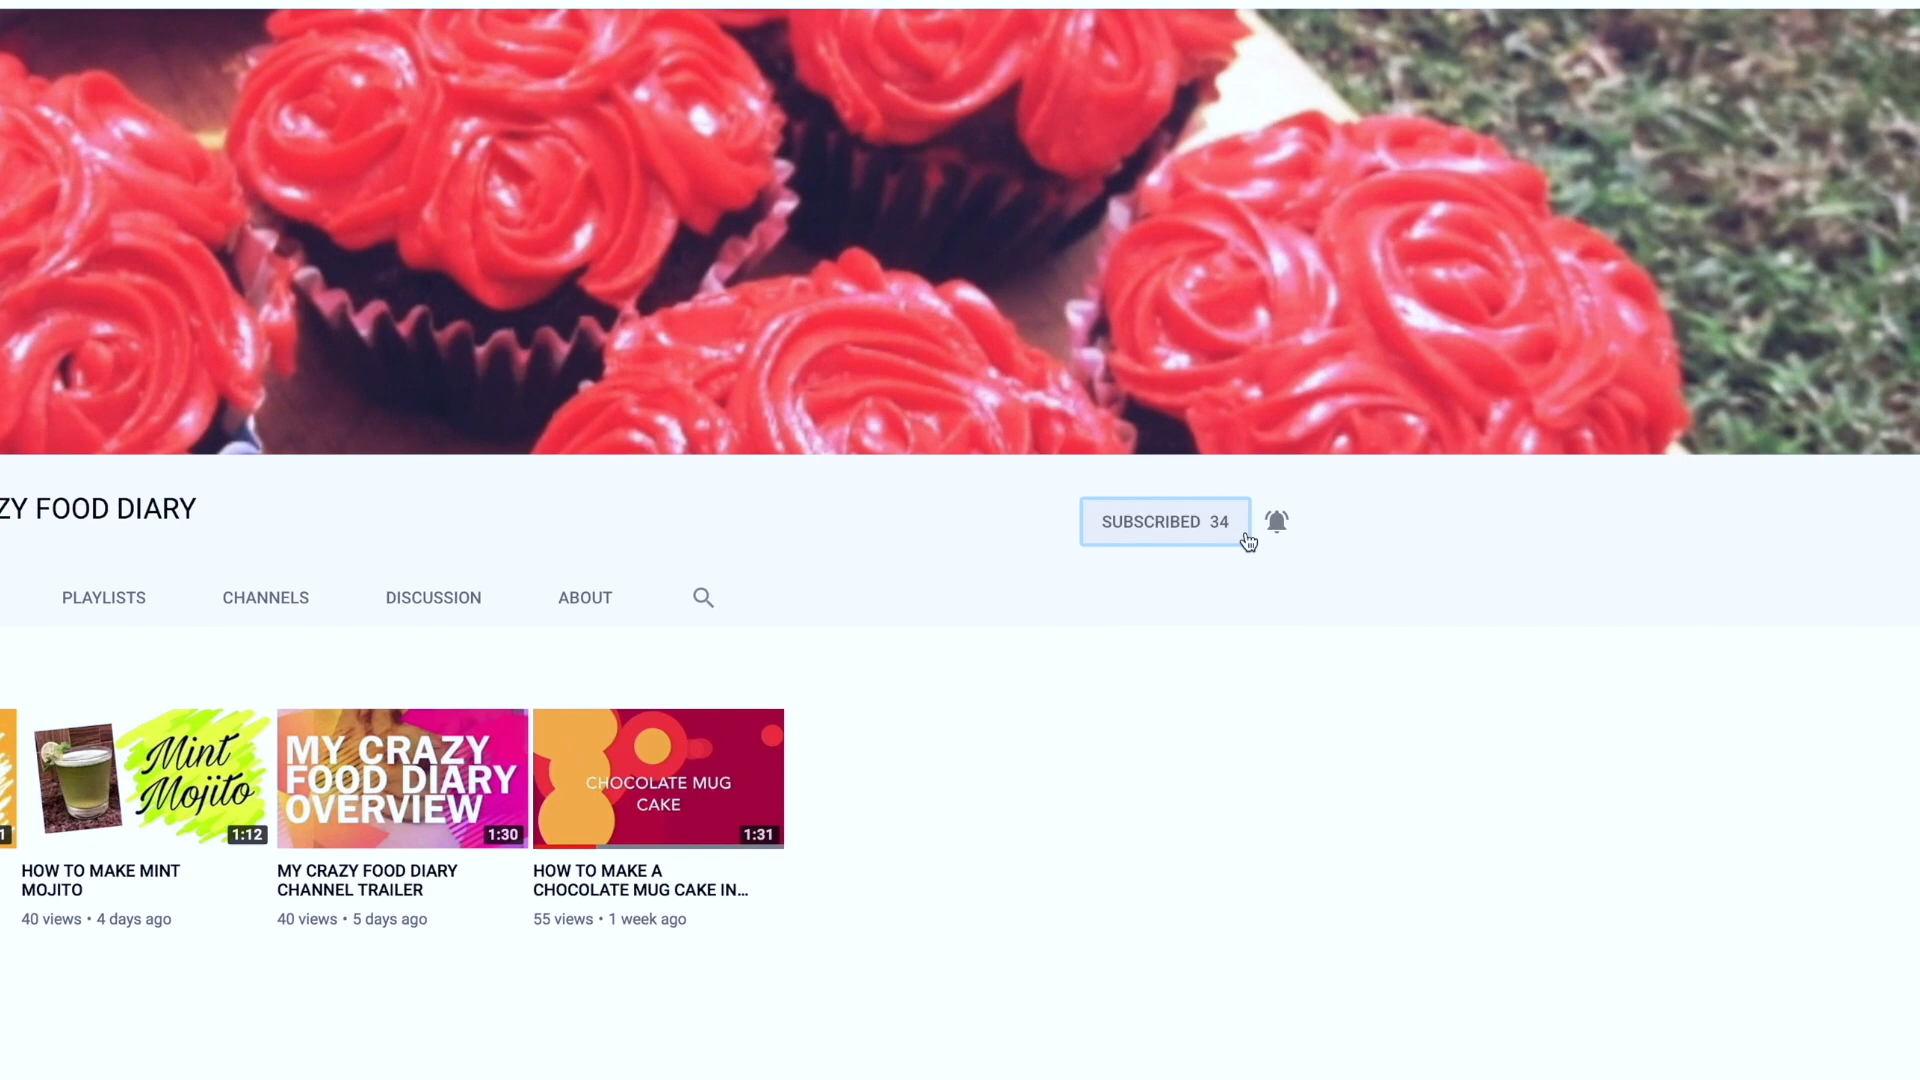 ZY FOOD DIARY
SUBSCRIBED 34
PLAYLISTS CHANNELS DISCUSSION ABOUT
1
Mint
Mojito
1:12
MY CRAZY
FOOD DIARY
OVERVIEW
1:30
CHOCOLATE MUG
CAKE
1:31
HOW TO MAKE MINT
MOJITO
40 views • 4 days ago
MY CRAZY FOOD DIARY
CHANNEL TRAILER
40 views • 5 days ago
HOW TO MAKE A
CHOCOLATE MUG CAKE IN...
55 views • 1 week ago